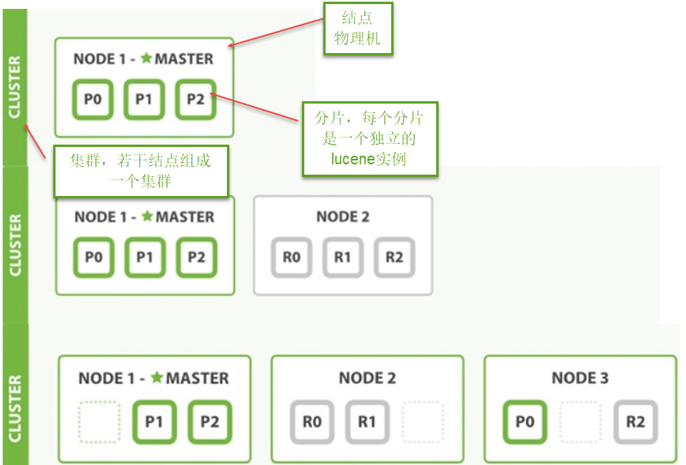 结点
物理机
CLUSTER
NODE 1 - ★ MASTER
P0 P1 P2
分片，每个分片
是一个独立的
lucene实例
集群，若干结点组成
一个集群
CLUSTER
NODE 1 - ★ MASTER
P0 P1 P2
NODE 2
R0 R1 R2
CLUSTER
NODE 1 - ★ MASTER
P1 P2
NODE 2
R0 R1
NODE 3
P0 R2